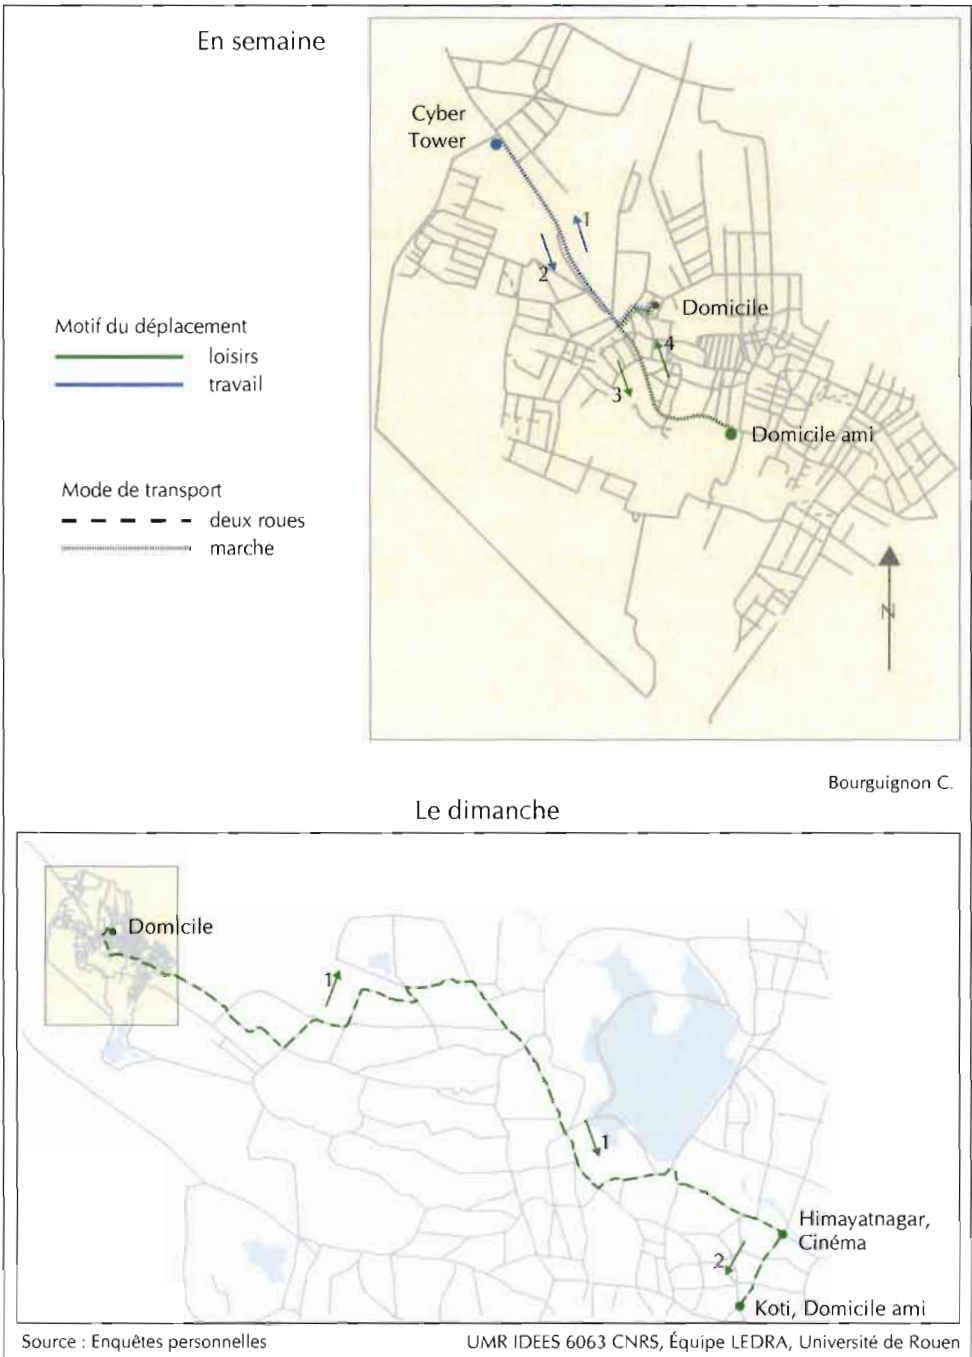 En semaine
Cyber
Tower
1
2
Domicile
Motif du déplacement
loisirs
travail
4
3
Domicile ami
Mode de transport
deux roues
marche
N
Bourguignon C.
Le dimanche
Domicile
1
1
Himayatnagar,
Cinéma
2
Koti, Domicile ami
Source : Enquêtes personnelles
UMR IDEES 6063 CNRS, Équipe LEDRA, Université de Rouen